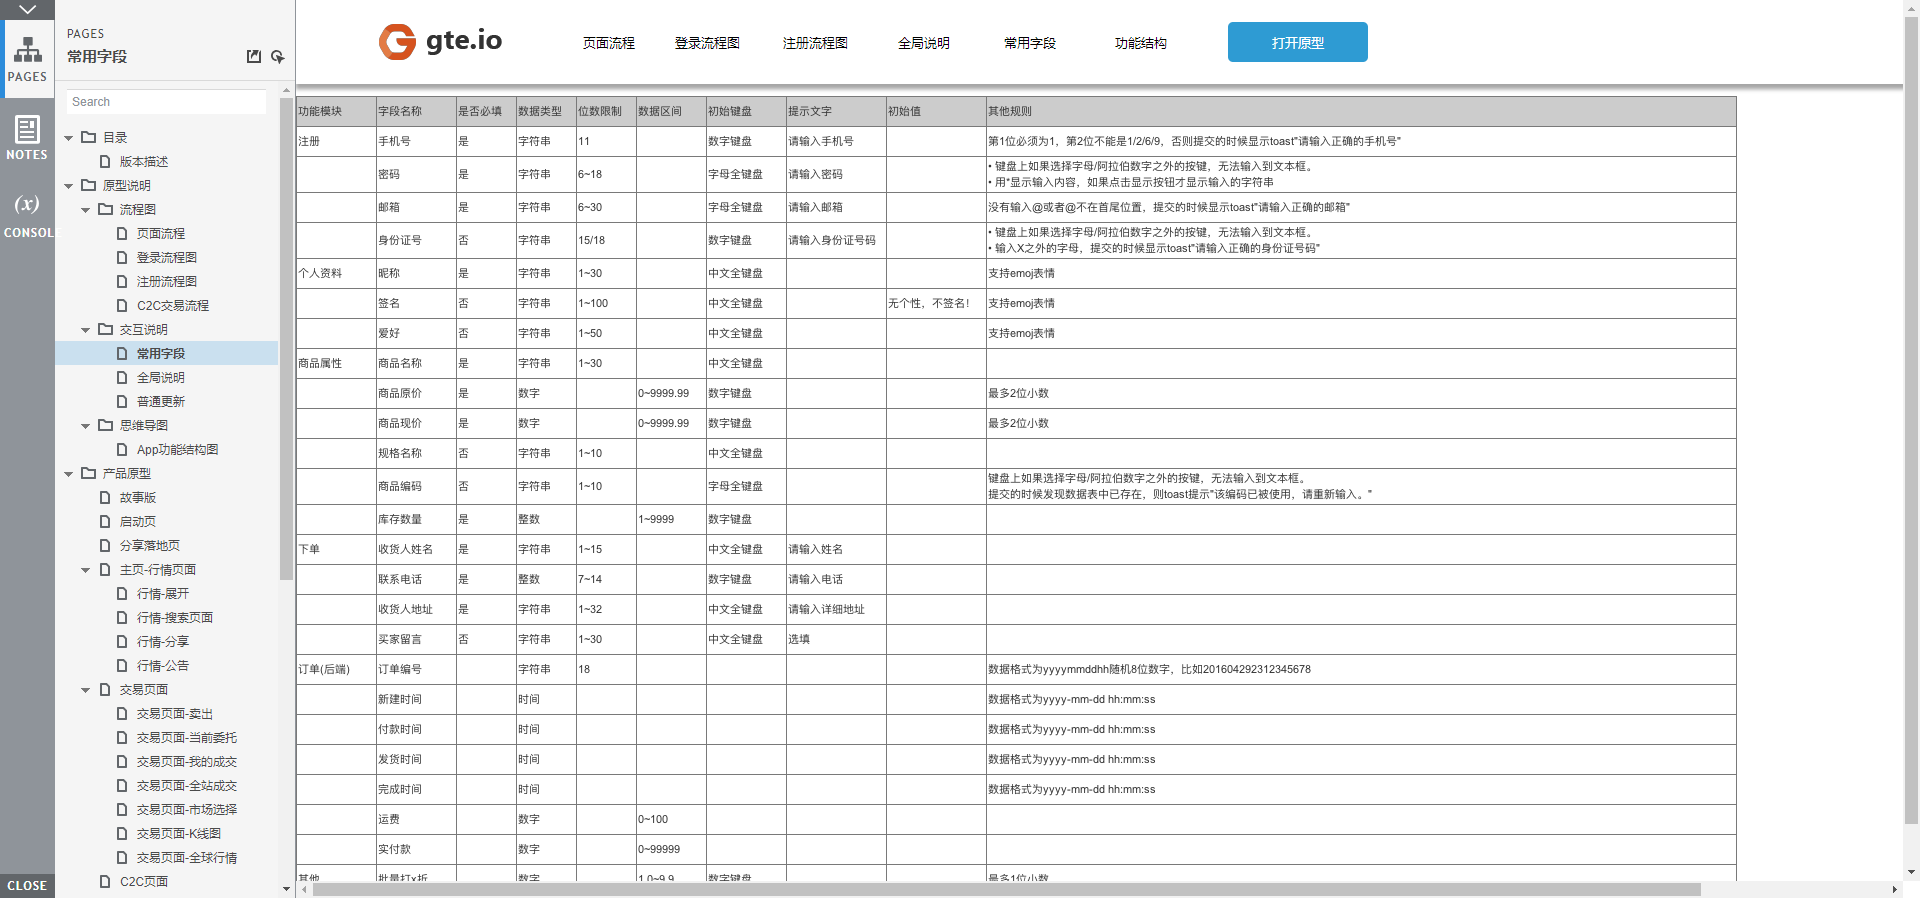 PAGES
NOTES
(x)
CONSOLE
CLOSE
PAGES
常用字段
Search
目录
版本描述
原型说明
流程图
页面流程
登录流程图
注册流程图
C2C交易流程
交互说明
常用字段
全局说明
普通更新
思维导图
App功能结构图
产品原型
故事版
启动页
分享落地页
主页-行情页面
行情-展开
行情-搜索页面
行情-分享
行情-公告
交易页面
交易页面-卖出
交易页面-当前委托
交易页面-我的成交
交易页面-全站成交
交易页面-市场选择
交易页面-K线图
交易页面-全球行情
C2C页面
gte.io 页面流程 登录流程图 注册流程图 全局说明 常用字段 功能结构 打开原型
功能模块 字段名称 是否必填 数据类型 位数限制 数据区间 初始键盘 提示文字 初始值 其他规则
注册 手机号 是 字符串 11 数字键盘 请输入手机号 第1位必须为1，第2位不能是1/2/6/9，否则提交的时候显示toast"请输入正确的手机号"
密码 是 字符串 6~18 字母全键盘 请输入密码 • 键盘上如果选择字母/阿拉伯数字之外的按键，无法输入到文本框。
• 用*显示输入内容，如果点击显示按钮才显示输入的字符串
邮箱 是 字符串 6~30 字母全键盘 请输入邮箱 没有输入@或者@不在首尾位置，提交的时候显示toast"请输入正确的邮箱"
身份证号 否 字符串 15/18 数字键盘 请输入身份证号码 • 键盘上如果选择字母/阿拉伯数字之外的按键，无法输入到文本框。
• 输入X之外的字母，提交的时候显示toast"请输入正确的身份证号码"
个人资料 昵称 是 字符串 1~30 中文全键盘 支持emoj表情
签名 否 字符串 1~100 中文全键盘 无个性，不签名！ 支持emoj表情
爱好 否 字符串 1~50 中文全键盘 支持emoj表情
商品属性 商品名称 是 字符串 1~30 中文全键盘
商品原价 是 数字 0~9999.99 数字键盘 最多2位小数
商品现价 是 数字 0~9999.99 数字键盘 最多2位小数
规格名称 否 字符串 1~10 中文全键盘
商品编码 否 字符串 1~10 字母全键盘 键盘上如果选择字母/阿拉伯数字之外的按键，无法输入到文本框。
提交的时候发现数据表中已存在，则toast提示"该编码已被使用，请重新输入。"
库存数量 是 整数 1~9999 数字键盘
下单 收货人姓名 是 字符串 1~15 中文全键盘 请输入姓名
联系电话 是 整数 7~14 数字键盘 请输入电话
收货人地址 是 字符串 1~32 中文全键盘 请输入详细地址
买家留言 否 字符串 1~30 中文全键盘 选填
订单(后端) 订单编号 字符串 18 数据格式为yyyymmddhh随机8位数字，比如201604292312345678
新建时间 时间 数据格式为yyyy-mm-dd hh:mm:ss
付款时间 时间 数据格式为yyyy-mm-dd hh:mm:ss
发货时间 时间 数据格式为yyyy-mm-dd hh:mm:ss
完成时间 时间 数据格式为yyyy-mm-dd hh:mm:ss
运费 数字 0~100
实付款 数字 0~99999
其他 批量打x折 数字 1.0~9.9 数字键盘 最多1位小数